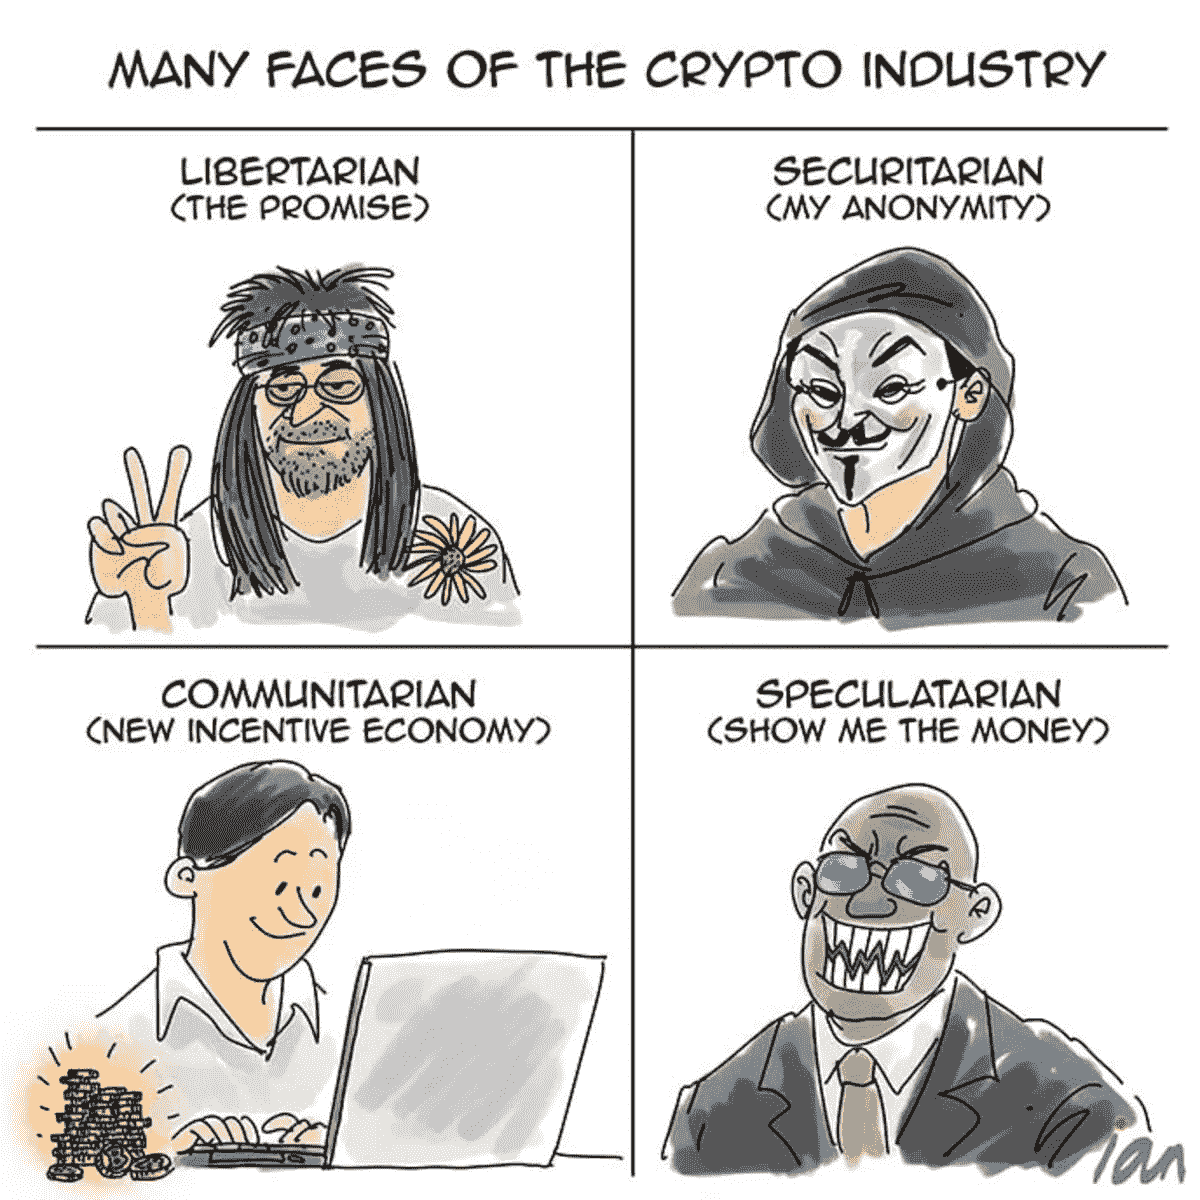 MANY FACES OF THE CRYPTO INDUSTRY
LIBERTARIAN
(THE PROMISE)
SECURITARIAN
(MY ANONYMITY)
COMMUNITARIAN
(NEW INCENTIVE ECONOMY)
SPECULATARIAN
(SHOW ME THE MONEY)
ian